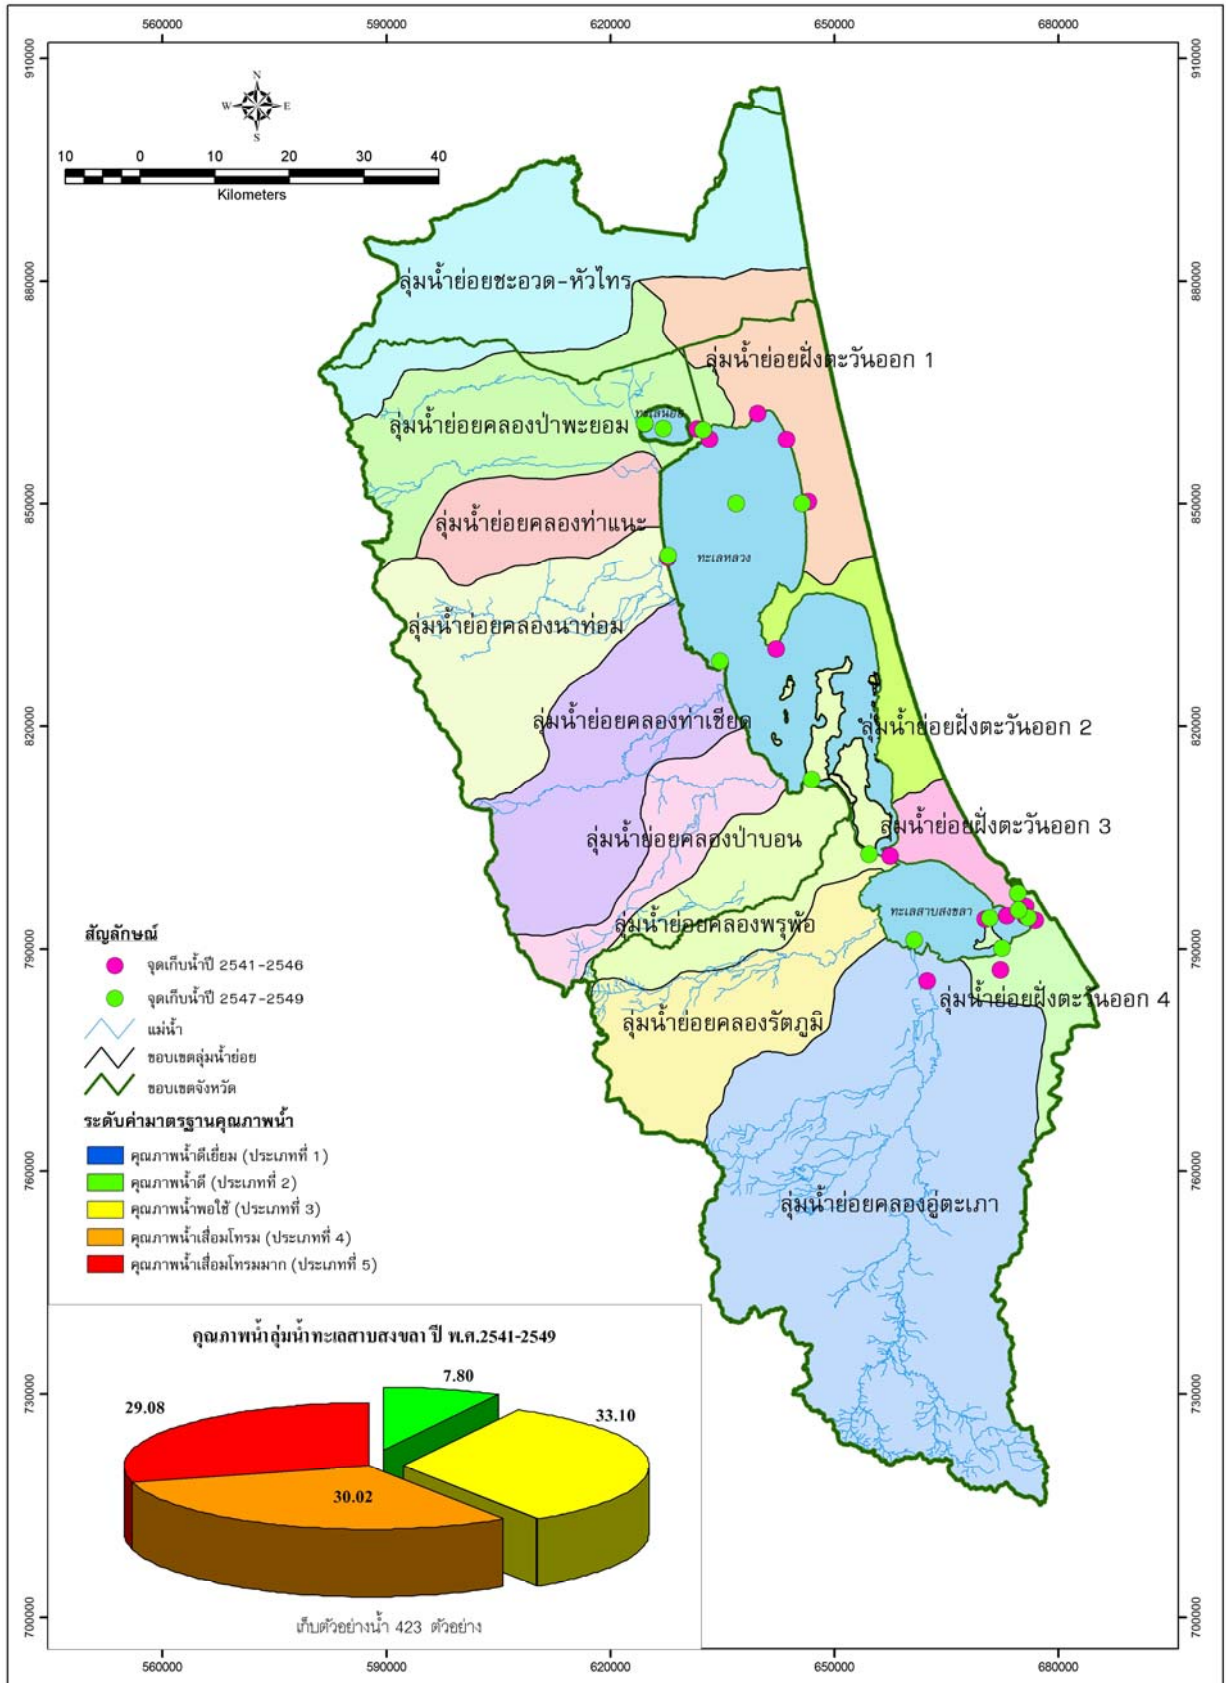 560000 590000 620000 650000 680000
910000 910000
N
W E
S
10 0 10 20 30 40
Kilometers
880000 880000
ลุ่มน้ำย่อยชะอวด-หัวไทร
ลุ่มน้ำย่อยฝั่งตะวันออก 1
ทะเลน้อย
ลุ่มน้ำย่อยคลองป่าพะยอม
850000 850000
ลุ่มน้ำย่อยคลองท่าแนะ
ทะเลหลวง
ลุ่มน้ำย่อยคลองนาท่อม
820000 820000
ลุ่มน้ำย่อยคลองท่าเชียด
ลุ่มน้ำย่อยฝั่งตะวันออก 2
ลุ่มน้ำย่อยฝั่งตะวันออก 3
ลุ่มน้ำย่อยคลองป่าบอน
ทะเลสาบสงขลา
ลุ่มน้ำย่อยคลองพรุพ้อ
790000 790000
ลุ่มน้ำย่อยฝั่งตะวันออก 4
ลุ่มน้ำย่อยคลองรัตภูมิ
สัญลักษณ์
จุดเก็บน้ำปี 2541-2546
จุดเก็บน้ำปี 2547-2549
แม่น้ำ
ขอบเขตลุ่มน้ำย่อย
ขอบเขตจังหวัด
ระดับค่ามาตรฐานคุณภาพน้ำ
คุณภาพน้ำดีเยี่ยม (ประเภทที่ 1)
คุณภาพน้ำดี (ประเภทที่ 2)
คุณภาพน้ำพอใช้ (ประเภทที่ 3)
คุณภาพน้ำเสื่อมโทรม (ประเภทที่ 4)
คุณภาพน้ำเสื่อมโทรมมาก (ประเภทที่ 5)
760000 760000
ลุ่มน้ำย่อยคลองอู่ตะเภา
730000 730000
คุณภาพน้ำลุ่มน้ำทะเลสาบสงขลา ปี พ.ศ.2541-2549
7.80
29.08
33.10
30.02
เก็บตัวอย่างน้ำ 423 ตัวอย่าง
700000 700000
560000 590000 620000 650000 680000